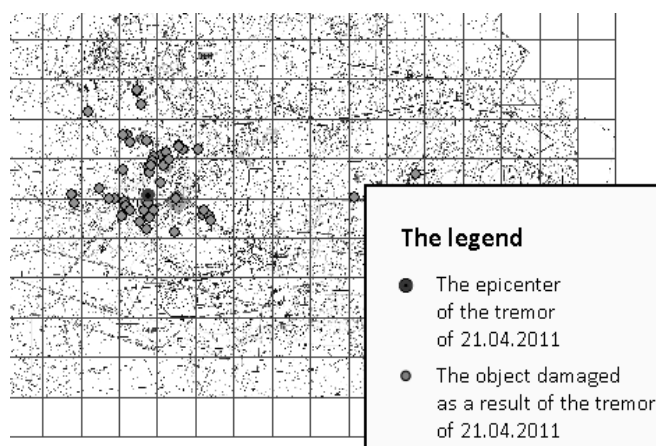 The legend
The epicenter
of the tremor
of 21.04.2011
The object damaged
as a result of the tremor
of 21.04.2011